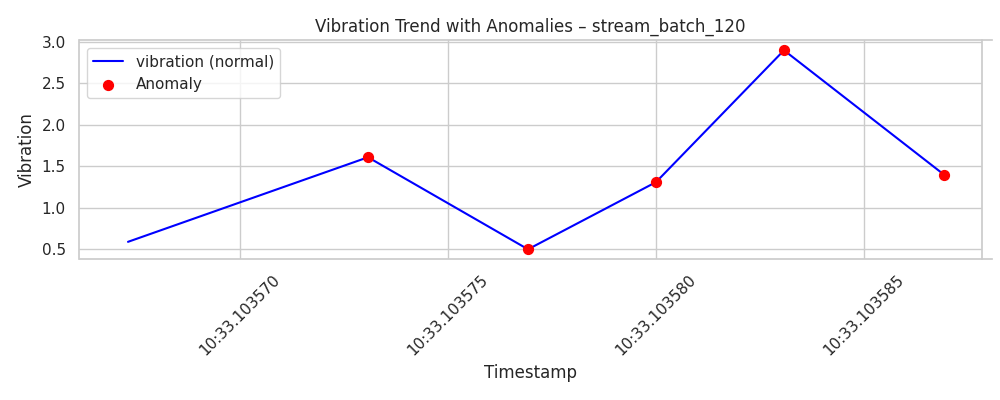 Vibration Trend with Anomalies – stream_batch_120
vibration (normal)
Anomaly
Vibration
3.0
2.5
2.0
1.5
1.0
0.5
10:33.103570
10:33.103575
10:33.103580
10:33.103585
Timestamp